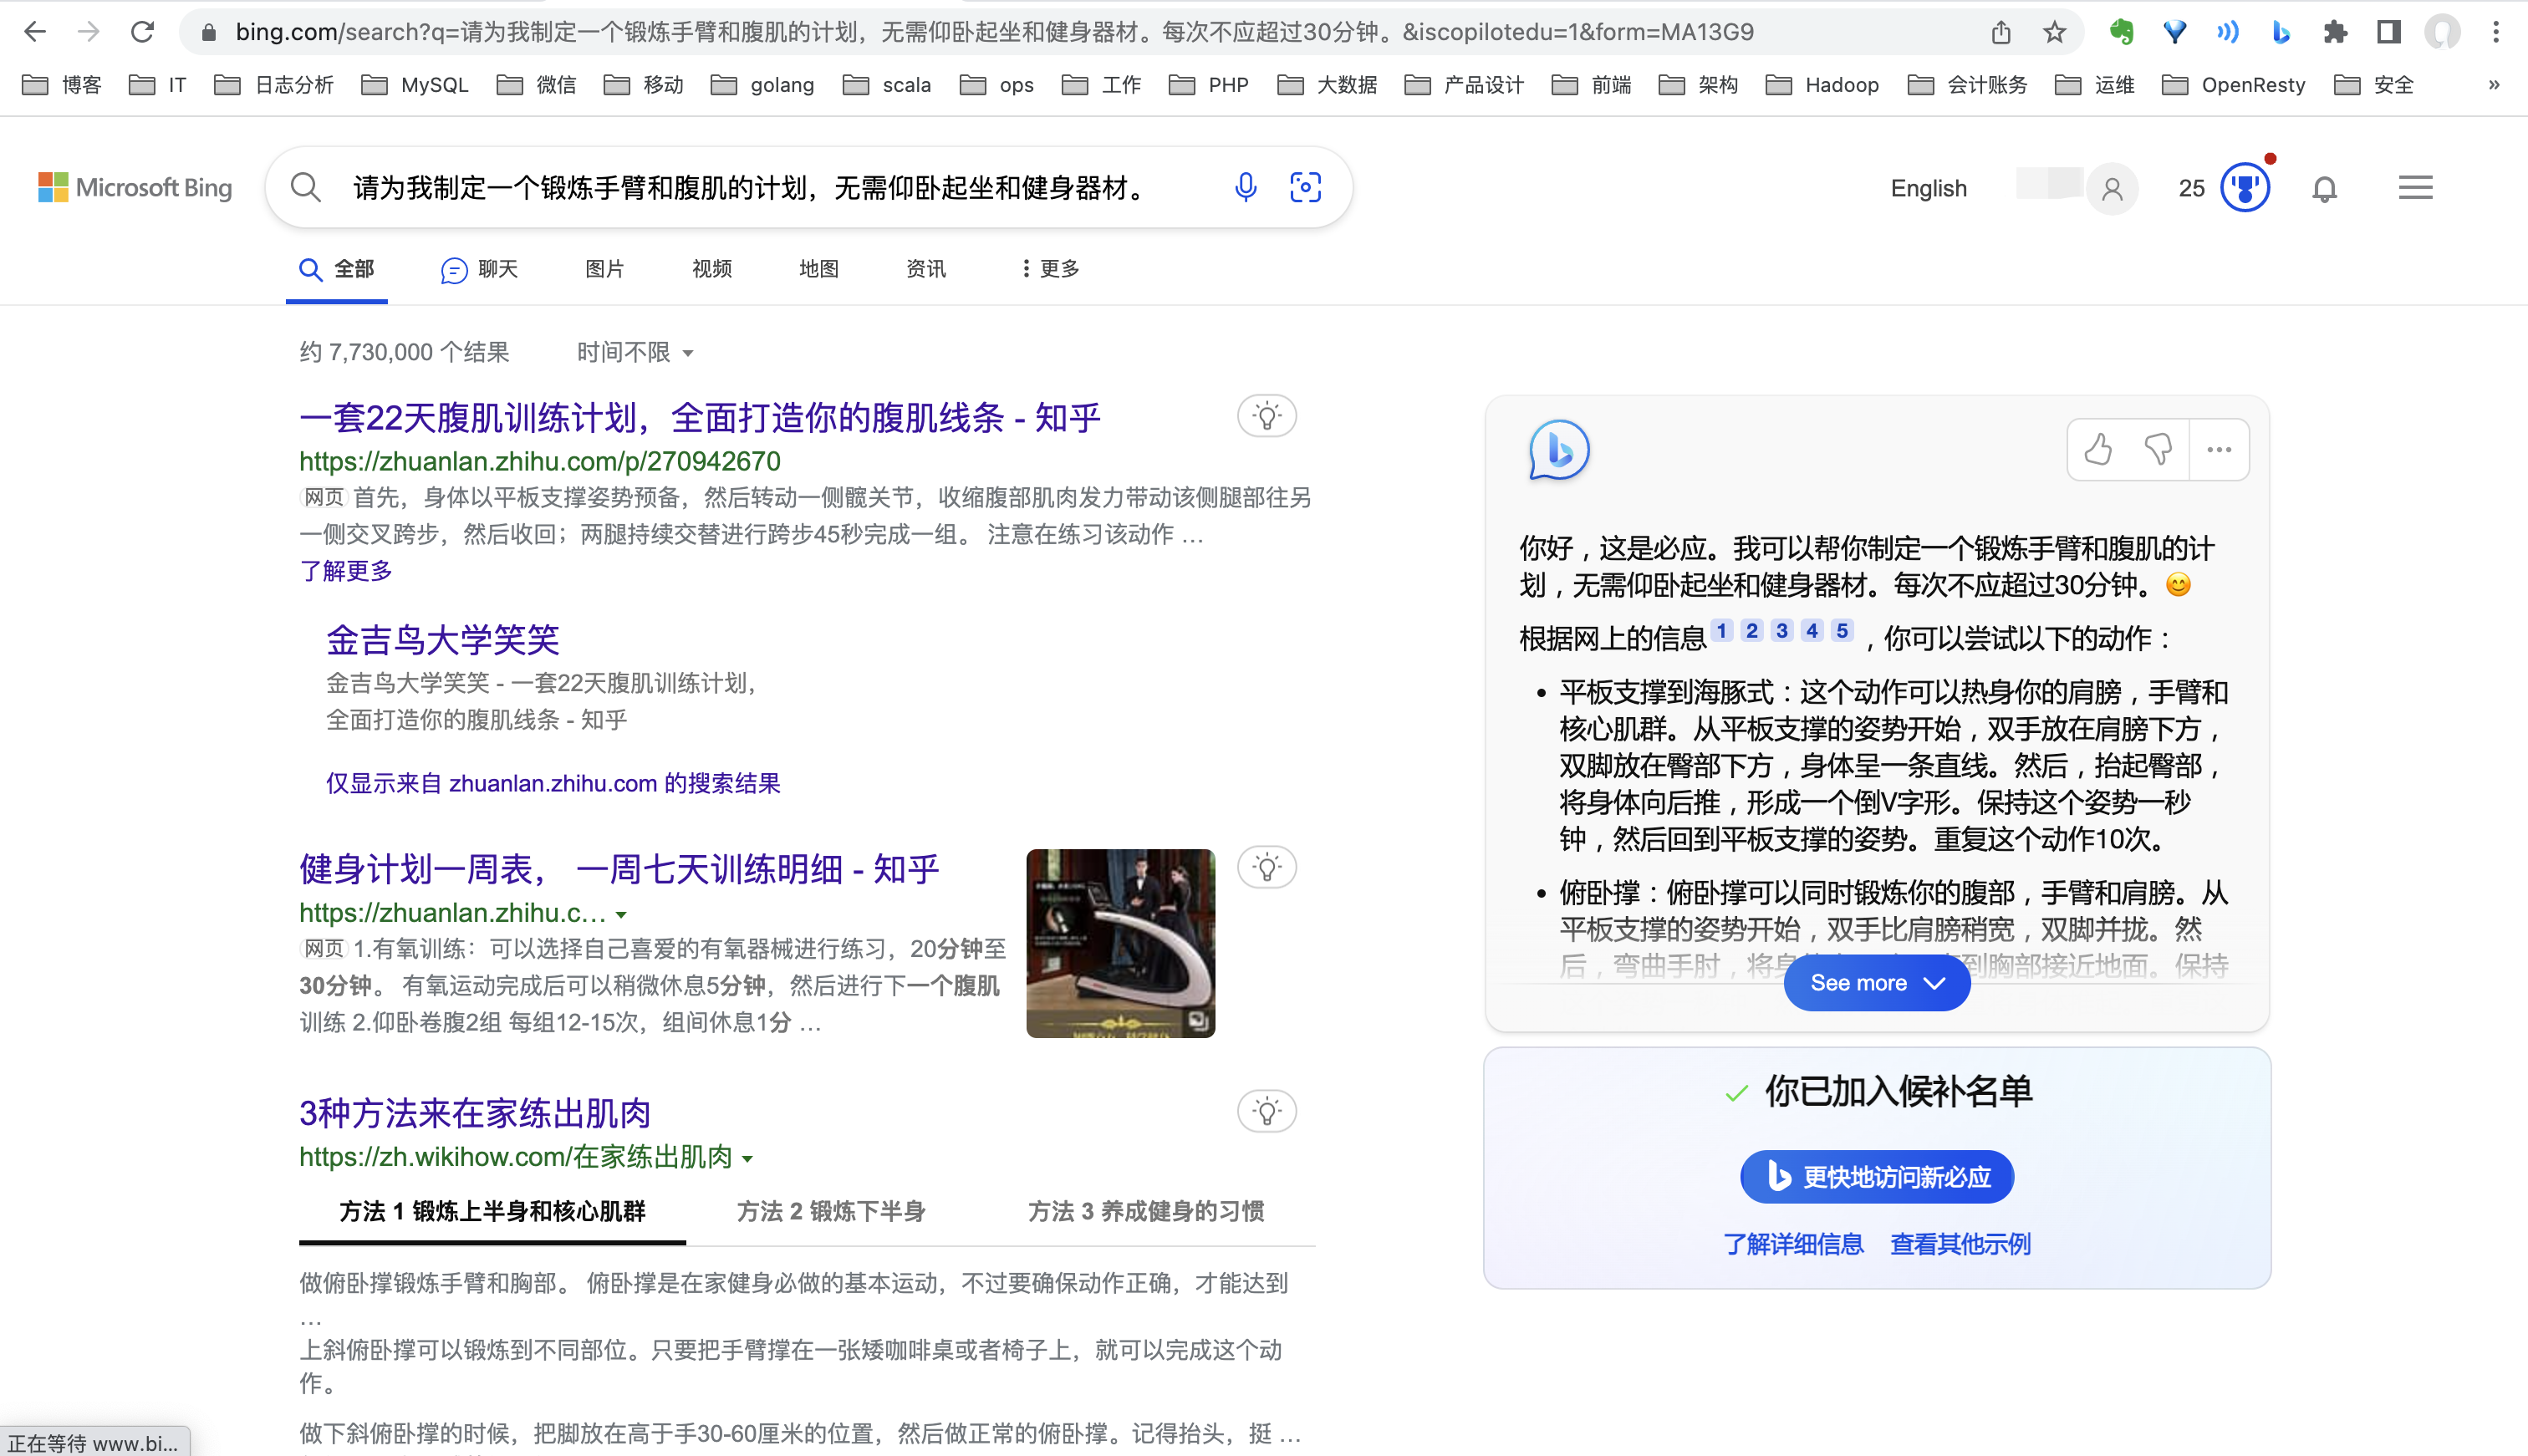 bing.com/search?q=请为我制定一个锻炼手臂和腹肌的计划，无需仰卧起坐和健身器材。每次不应超过30分钟。&iscopilotedu=1&form=MA13G9
博客 IT 日志分析 MySQL 微信 移动 golang scala ops 工作 PHP 大数据 产品设计 前端 架构 Hadoop 会计账务 运维 OpenResty 安全 »
Microsoft Bing
请为我制定一个锻炼手臂和腹肌的计划，无需仰卧起坐和健身器材。
English
25
全部 聊天 图片 视频 地图 资讯 更多
约 7,730,000 个结果 时间不限
一套22天腹肌训练计划，全面打造你的腹肌线条 - 知乎
https://zhuanlan.zhihu.com/p/270942670
网页 首先，身体以平板支撑姿势预备，然后转动一侧髋关节，收缩腹部肌肉发力带动该侧腿部往另
一侧交叉跨步，然后收回；两腿持续交替进行跨步45秒完成一组。 注意在练习该动作 …
了解更多
金吉鸟大学笑笑
金吉鸟大学笑笑 - 一套22天腹肌训练计划，
全面打造你的腹肌线条 - 知乎
仅显示来自 zhuanlan.zhihu.com 的搜索结果
健身计划一周表， 一周七天训练明细 - 知乎
https://zhuanlan.zhihu.c…
网页 1.有氧训练：可以选择自己喜爱的有氧器械进行练习，20分钟至
30分钟。 有氧运动完成后可以稍微休息5分钟，然后进行下一个腹肌
训练 2.仰卧卷腹2组 每组12-15次，组间休息1分 …
3种方法来在家练出肌肉
https://zh.wikihow.com/在家练出肌肉
方法 1 锻炼上半身和核心肌群 方法 2 锻炼下半身 方法 3 养成健身的习惯
做俯卧撑锻炼手臂和胸部。 俯卧撑是在家健身必做的基本运动，不过要确保动作正确，才能达到
…
上斜俯卧撑可以锻炼到不同部位。只要把手臂撑在一张矮咖啡桌或者椅子上，就可以完成这个动
作。
做下斜俯卧撑的时候，把脚放在高于手30-60厘米的位置，然后做正常的俯卧撑。记得抬头，挺 …
正在等待 www.bi...
你好，这是必应。我可以帮你制定一个锻炼手臂和腹肌的计
划，无需仰卧起坐和健身器材。每次不应超过30分钟。😊
根据网上的信息 1 2 3 4 5 ，你可以尝试以下的动作：
• 平板支撑到海豚式：这个动作可以热身你的肩膀，手臂和
核心肌群。从平板支撑的姿势开始，双手放在肩膀下方，
双脚放在臀部下方，身体呈一条直线。然后，抬起臀部，
将身体向后推，形成一个倒V字形。保持这个姿势一秒
钟，然后回到平板支撑的姿势。重复这个动作10次。
• 俯卧撑：俯卧撑可以同时锻炼你的腹部，手臂和肩膀。从
平板支撑的姿势开始，双手比肩膀稍宽，双脚并拢。然
后，弯曲手肘，将身 到胸部接近地面。保持
See more
你已加入候补名单
更快地访问新必应
了解详细信息 查看其他示例